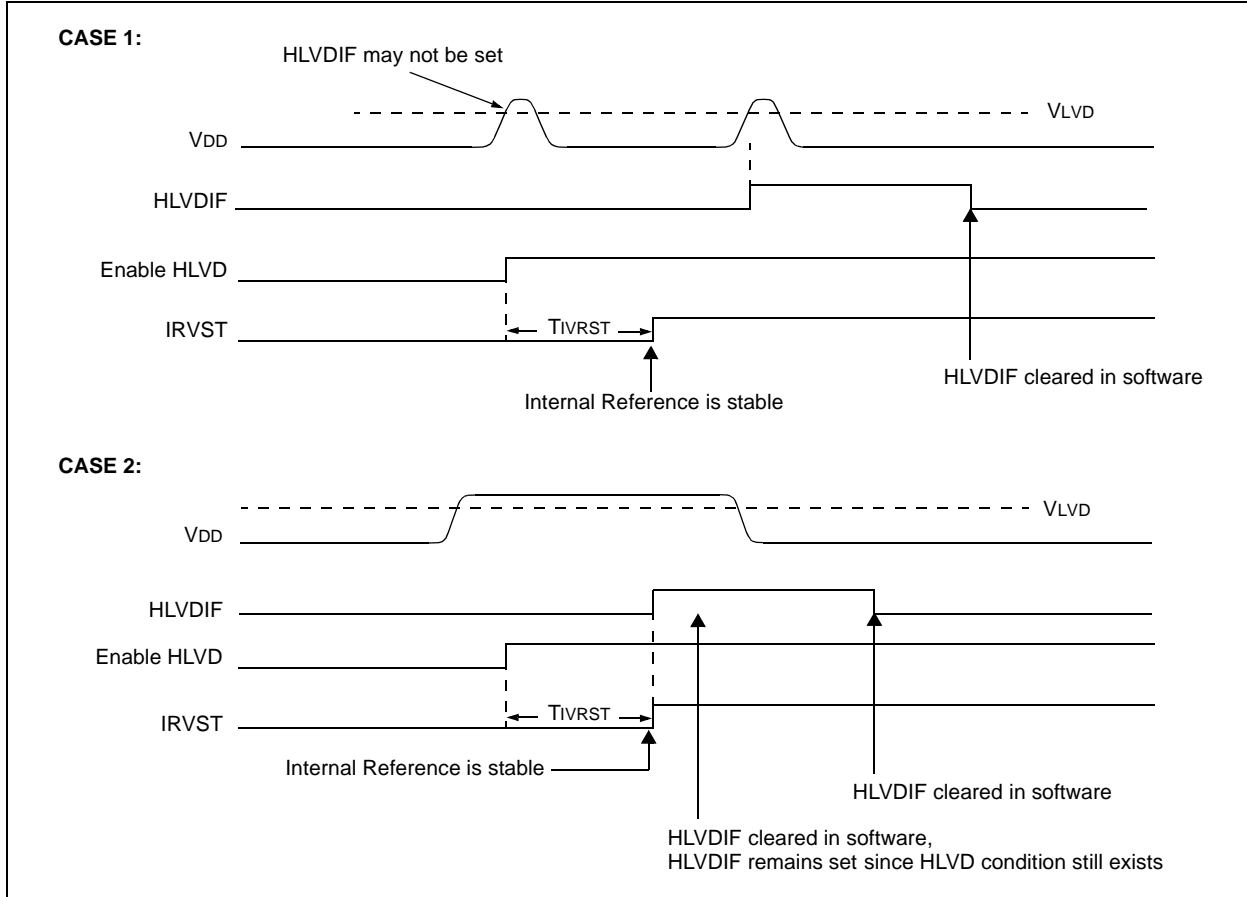 CASE 1:
HLVDIF may not be set
VLVD
VDD
HLVDIF
Enable HLVD
IRVST
TIVRST
HLVDIF cleared in software
Internal Reference is stable
CASE 2:
VLVD
VDD
HLVDIF
Enable HLVD
TIVRST
IRVST
Internal Reference is stable
HLVDIF cleared in software
HLVDIF cleared in software,
HLVDIF remains set since HLVD condition still exists